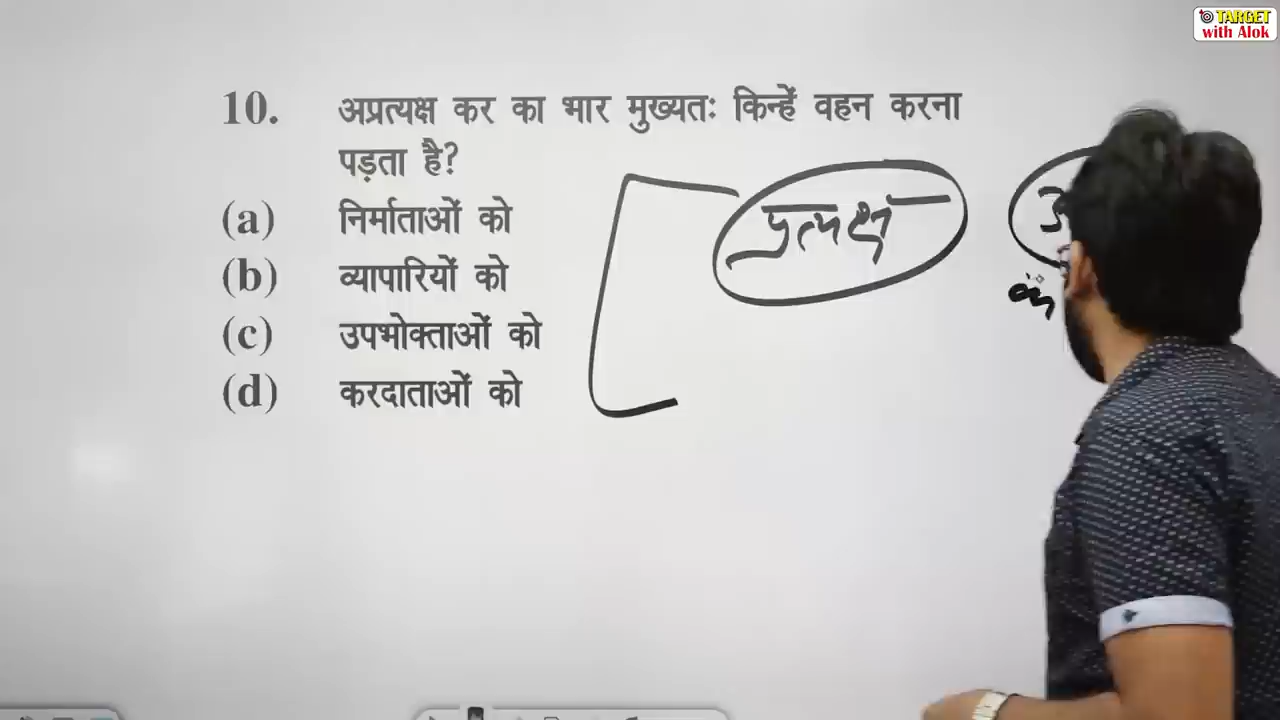 TARGET
with Alok
10. अप्रत्यक्ष कर का भार मुख्यतः किन्हें वहन करना
पड़ता है?
(a) निर्माताओं को
(b) व्यापारियों को
(c) उपभोक्ताओं को
(d) करदाताओं को
प्रत्यक्ष